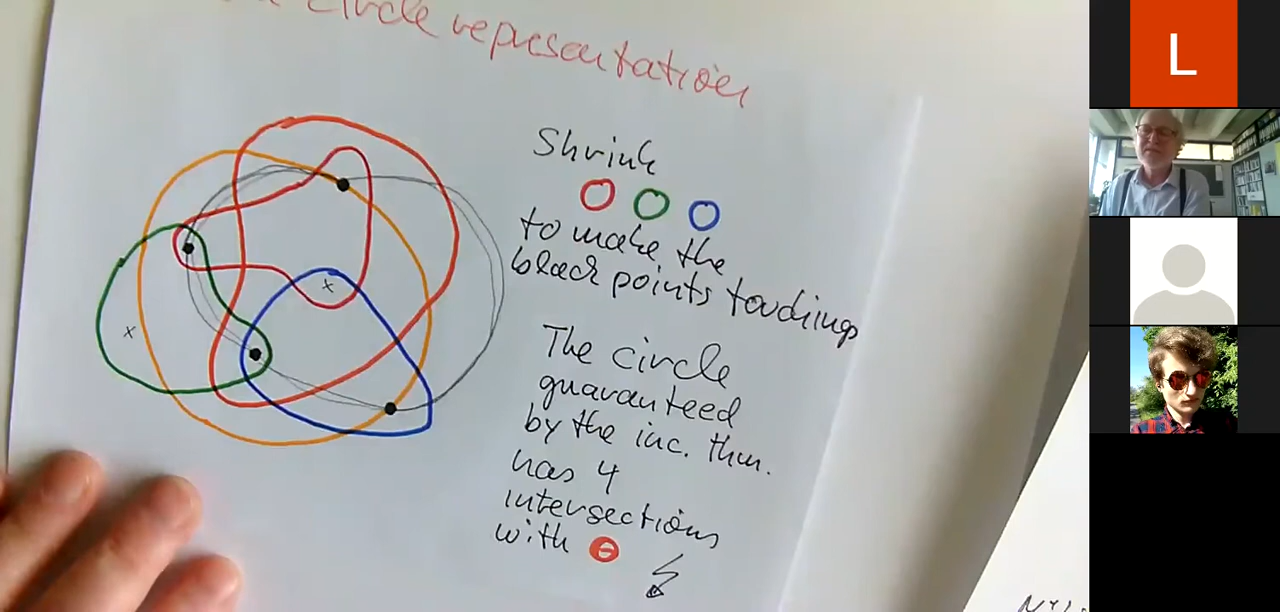 circle representation
Shrink
to make the
black points touchings
The circle
guaranteed
by the inc. thm.
has 4
intersections
with
L
x
x